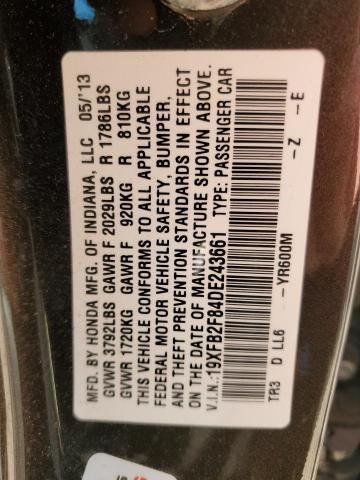 MFD. BY HONDA MFG. OF INDIANA, LLC 05/'13
GVWR 3792LBS GAWR F 2029LBS R 1786LBS
GVWR 1720KG GAWR F 920KG R 810KG
THIS VEHICLE CONFORMS TO ALL APPLICABLE
FEDERAL MOTOR VEHICLE SAFETY, BUMPER,
AND THEFT PREVENTION STANDARDS IN EFFECT
ON THE DATE OF MANUFACTURE SHOWN ABOVE.
V.I.N.:19XFB2F84DE243661 TYPE: PASSENGER CAR
TR3 D LL6 -YR600M -Z -E